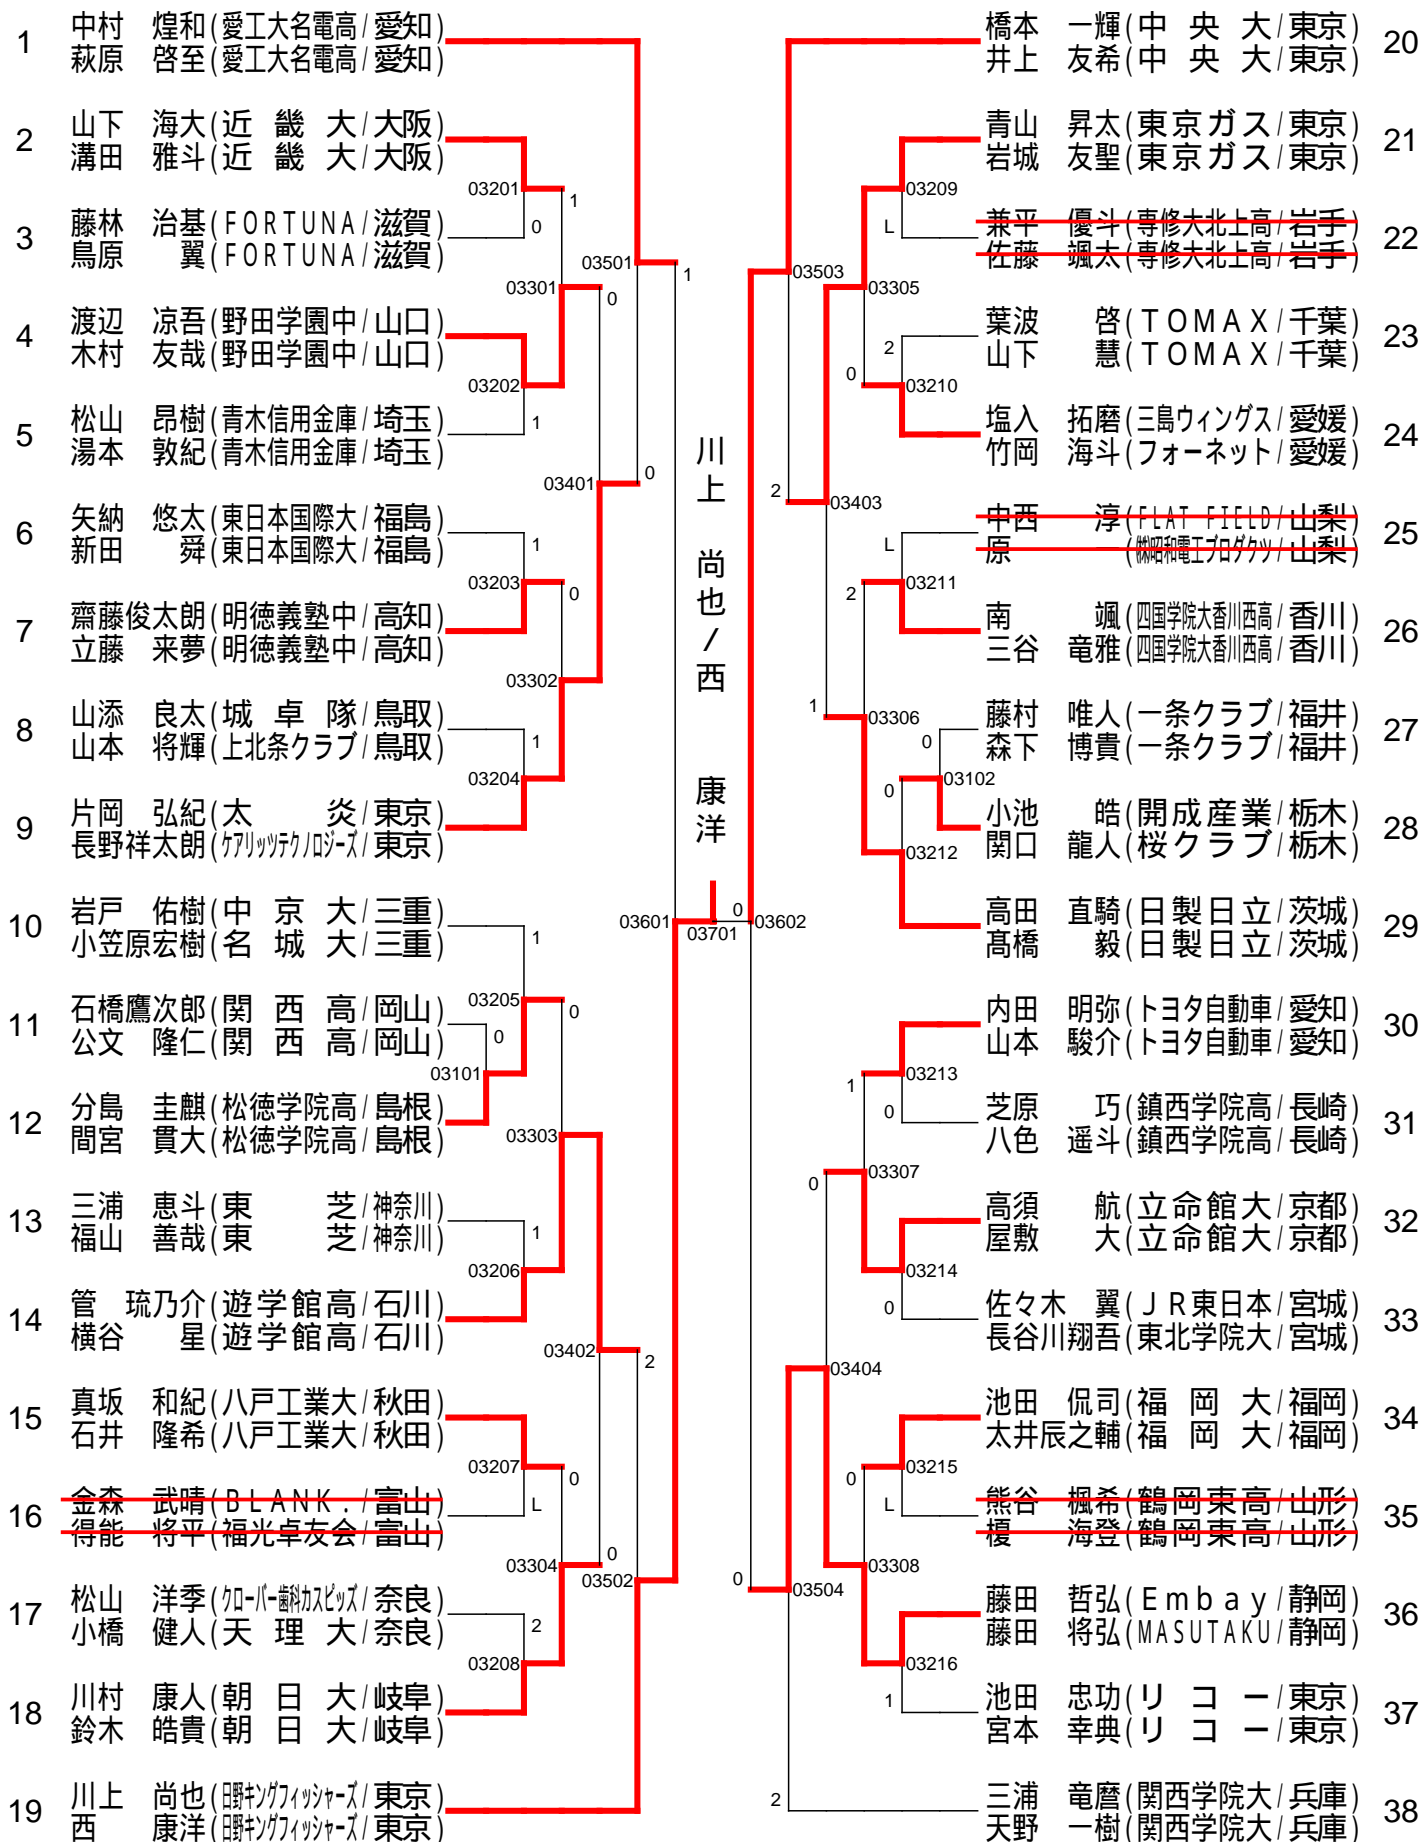 1 中村 煌和(愛工大名電高/愛知)
萩原 啓至(愛工大名電高/愛知)
2 山下 海大(近畿大/大阪)
溝田 雅斗(近畿大/大阪)
3 藤林 治基(FORTUNA/滋賀)
鳥原 翼(FORTUNA/滋賀)
4 渡辺 凉吾(野田学園中/山口)
木村 友哉(野田学園中/山口)
5 松山 昂樹(青木信用金庫/埼玉)
湯本 敦紀(青木信用金庫/埼玉)
6 矢納 悠太(東日本国際大/福島)
新田 舜(東日本国際大/福島)
7 齋藤俊太朗(明徳義塾中/高知)
立藤 来夢(明徳義塾中/高知)
8 山添 良太(城卓隊/鳥取)
山本 将輝(上北条クラブ/鳥取)
9 片岡 弘紀(太炎/東京)
長野祥太朗(ケアリッツテクノロジーズ/東京)
10 岩戸 佑樹(中京大/三重)
小笠原宏樹(名城大/三重)
11 石橋鷹次郎(関西高/岡山)
公文 隆仁(関西高/岡山)
12 分島 圭麒(松徳学院高/島根)
間宮 貫大(松徳学院高/島根)
13 三浦 恵斗(東芝/神奈川)
福山 善哉(東芝/神奈川)
14 管 琉乃介(遊学館高/石川)
横谷 星(遊学館高/石川)
15 真坂 和紀(八戸工業大/秋田)
石井 隆希(八戸工業大/秋田)
16 金森 武晴(BLANK./富山)
得能 将平(福光卓友会/富山)
17 松山 洋季(クローバー歯科カスピッズ/奈良)
小橋 健人(天理大/奈良)
18 川村 康人(朝日大/岐阜)
鈴木 皓貴(朝日大/岐阜)
19 川上 尚也(日野キングフィッシャーズ/東京)
西 康洋(日野キングフィッシャーズ/東京)
03201
1
0
03501
1
03301
0
03202
1
03401
0
1
03203
0
03302
1
03204
1
03205
0
0
03101
03303
1
03206
03402
2
03207
0
L
03304
0
03502
2
03208
川上 尚也/西 康洋
03601
03701
0
03602
橋本 一輝(中央大/東京) 20
井上 友希(中央大/東京)
青山 昇太(東京ガス/東京) 21
岩城 友聖(東京ガス/東京)
兼平 優斗(専修大北上高/岩手) 22
佐藤 颯太(専修大北上高/岩手)
葉波 啓(TOMAX/千葉) 23
山下 慧(TOMAX/千葉)
塩入 拓磨(三島ウィングス/愛媛) 24
竹岡 海斗(フォーネット/愛媛)
中西 淳(FLAT FIELD/山梨) 25
原 一(㈱昭和電工プロダクツ/山梨)
南 颯(四国学院大香川西高/香川) 26
三谷 竜雅(四国学院大香川西高/香川)
藤村 唯人(一条クラブ/福井) 27
森下 博貴(一条クラブ/福井)
小池 皓(開成産業/栃木) 28
関口 龍人(桜クラブ/栃木)
高田 直騎(日製日立/茨城) 29
髙橋 毅(日製日立/茨城)
内田 明弥(トヨタ自動車/愛知) 30
山本 駿介(トヨタ自動車/愛知)
芝原 巧(鎮西学院高/長崎) 31
八色 遥斗(鎮西学院高/長崎)
高須 航(立命館大/京都) 32
屋敷 大(立命館大/京都)
佐々木 翼(JR東日本/宮城) 33
長谷川翔吾(東北学院大/宮城)
池田 侃司(福岡大/福岡) 34
太井辰之輔(福岡大/福岡)
熊谷 楓希(鶴岡東高/山形) 35
榎 海登(鶴岡東高/山形)
藤田 哲弘(Embay/静岡) 36
藤田 将弘(MASUTAKU/静岡)
池田 忠功(リコー/東京) 37
宮本 幸典(リコー/東京)
三浦 竜麿(関西学院大/兵庫) 38
天野 一樹(関西学院大/兵庫)
03209
L
03503
03305
2
0
03210
2
03403
L
03211
2
1
03306
0
03102
0
03212
1
03213
0
03307
0
03214
0
03404
03215
0
L
03308
0
03504
03216
1
2